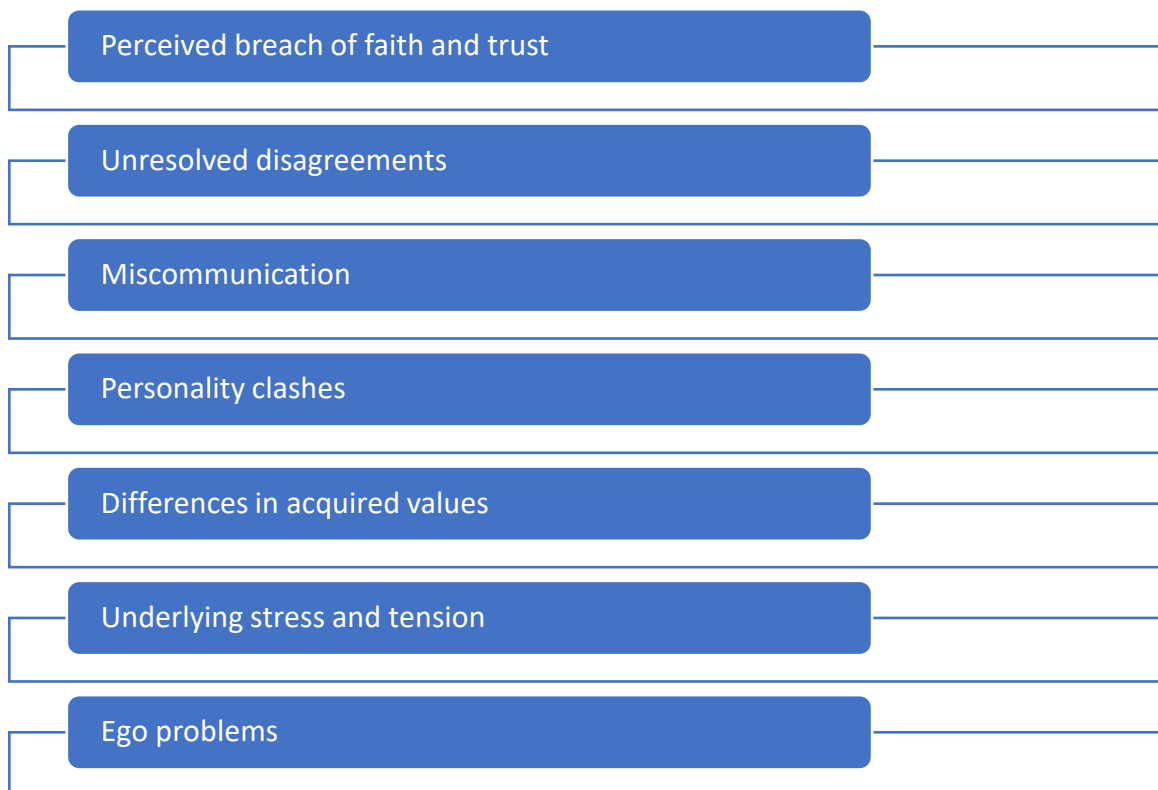 Perceived breach of faith and trust
Unresolved disagreements
Miscommunication
Personality clashes
Differences in acquired values
Underlying stress and tension
Ego problems